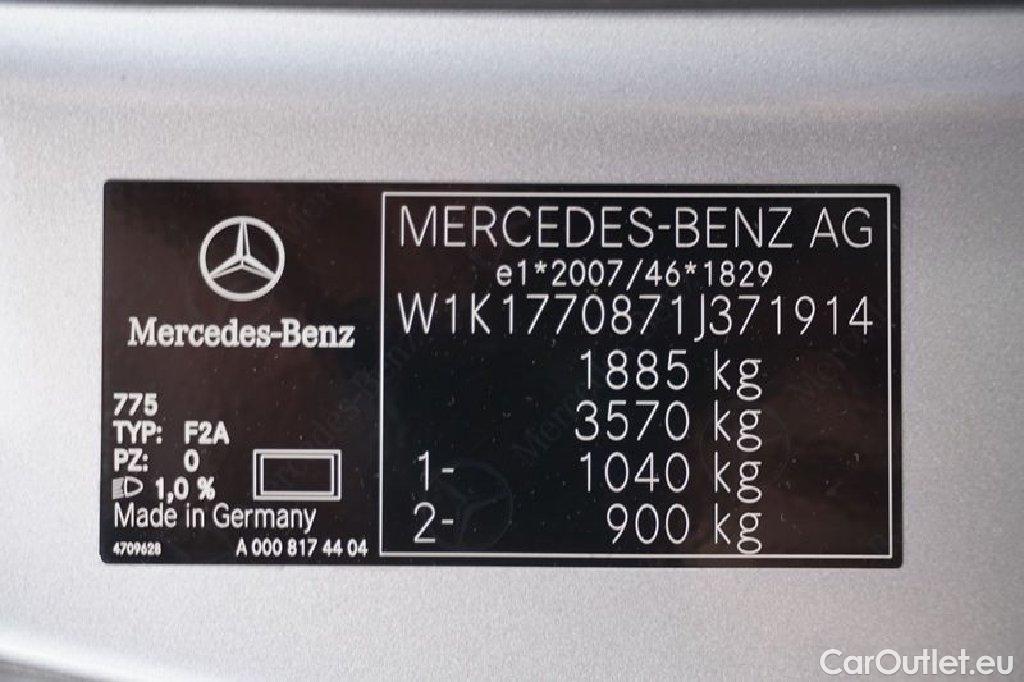 Mercedes-Benz
775
TYP: F2A
PZ: 0
1,0 %
Made in Germany
4709628 A 000 817 44 04
MERCEDES-BENZ AG
e1*2007/46*1829
W1K1770871J371914
1885 kg
3570 kg
1- 1040 kg
2- 900 kg
CarOutlet.eu